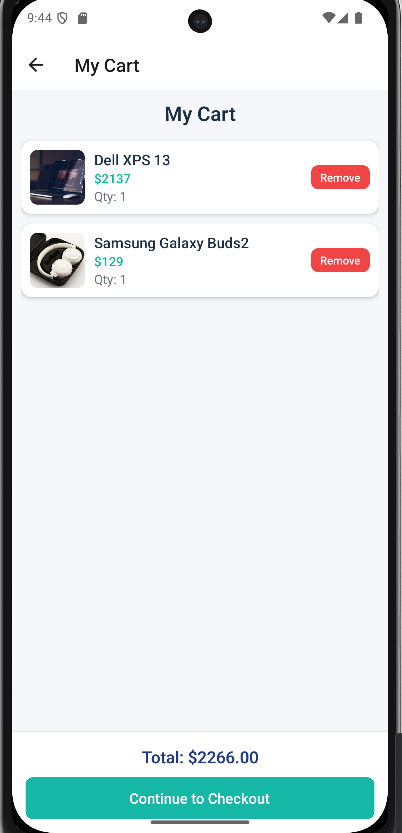 9:44
My Cart
My Cart
Dell XPS 13
$2137
Qty: 1
Remove
Samsung Galaxy Buds2
$129
Qty: 1
Remove
Total: $2266.00
Continue to Checkout